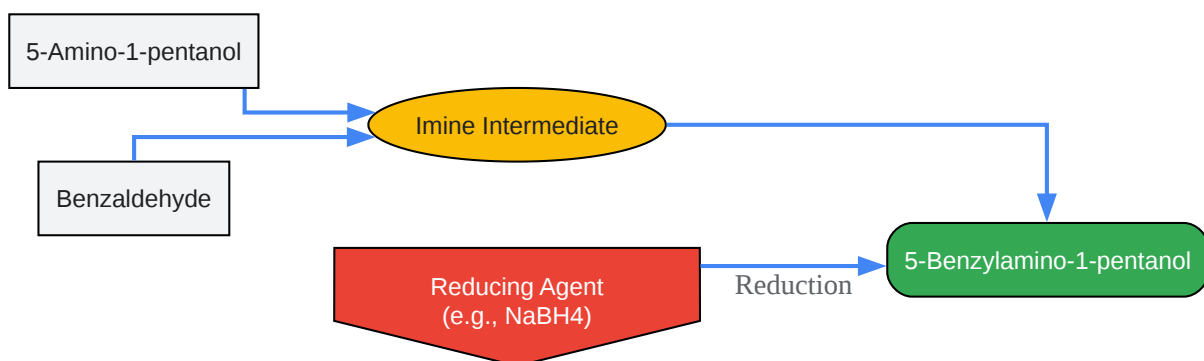 5-Amino-1-pentanol
Imine Intermediate
Benzaldehyde
Reducing Agent
(e.g., NaBH4)
Reduction
5-Benzylamino-1-pentanol